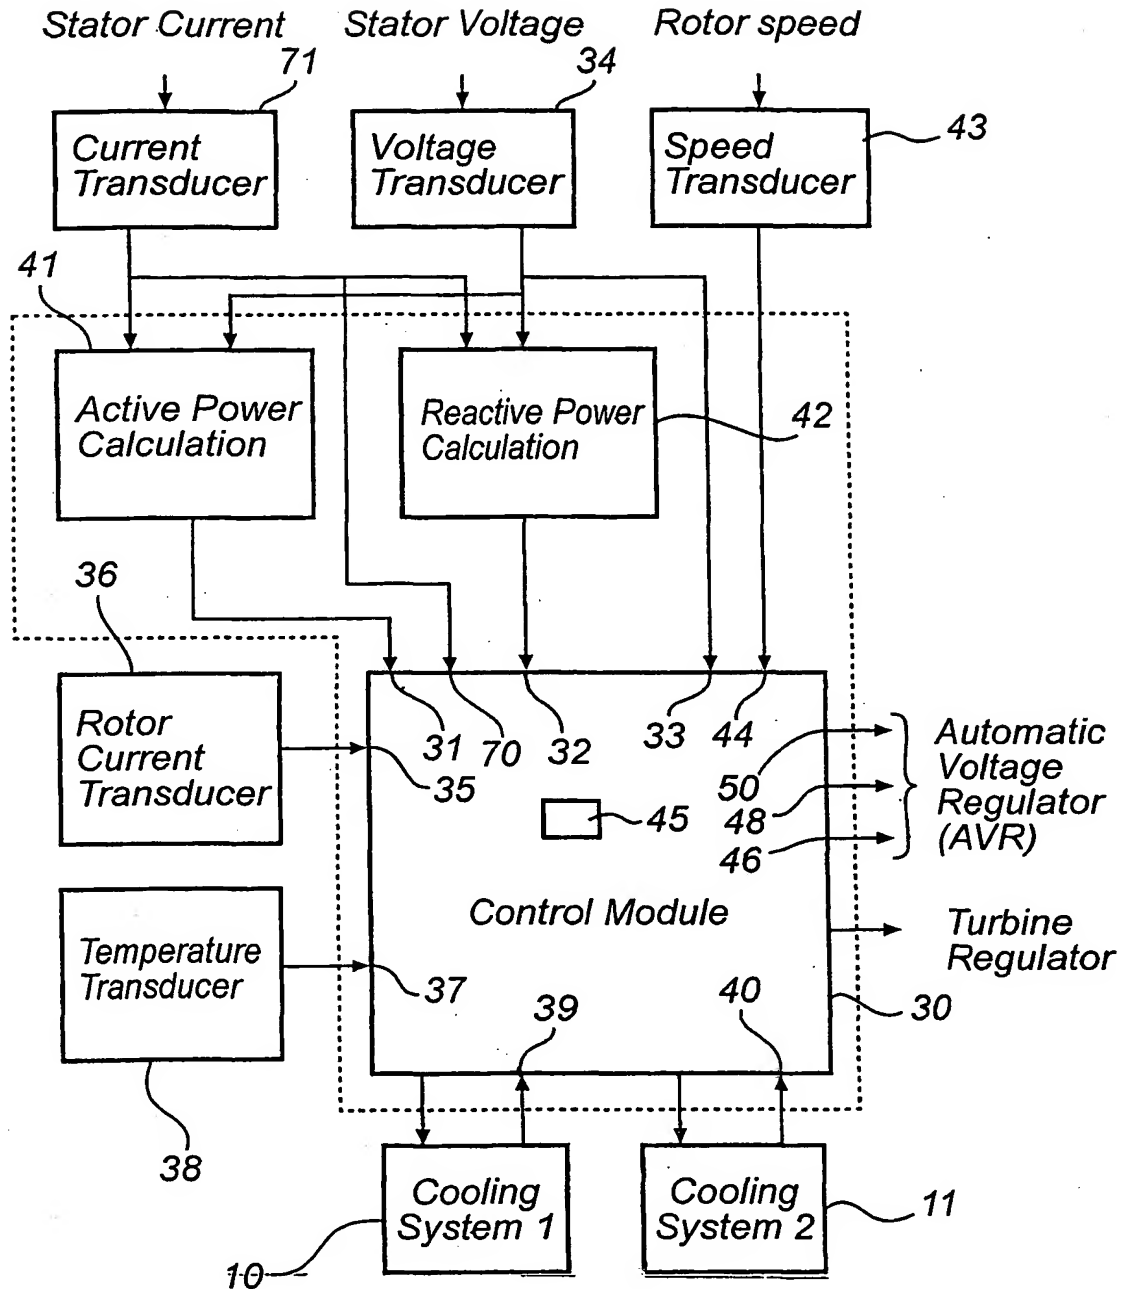 Stator Current
Stator Voltage
Rotor speed
71
34
43
Current
Transducer
Voltage
Transducer
Speed
Transducer
41
Active Power
Calculation
Reactive Power
Calculation
42
36
Rotor
Current
Transducer
31
70
32
33
44
35
50
48
46
Automatic
Voltage
Regulator
(AVR)
45
Control Module
Turbine
Regulator
Temperature
Transducer
37
39
40
30
38
Cooling
System 1
Cooling
System 2
11
10